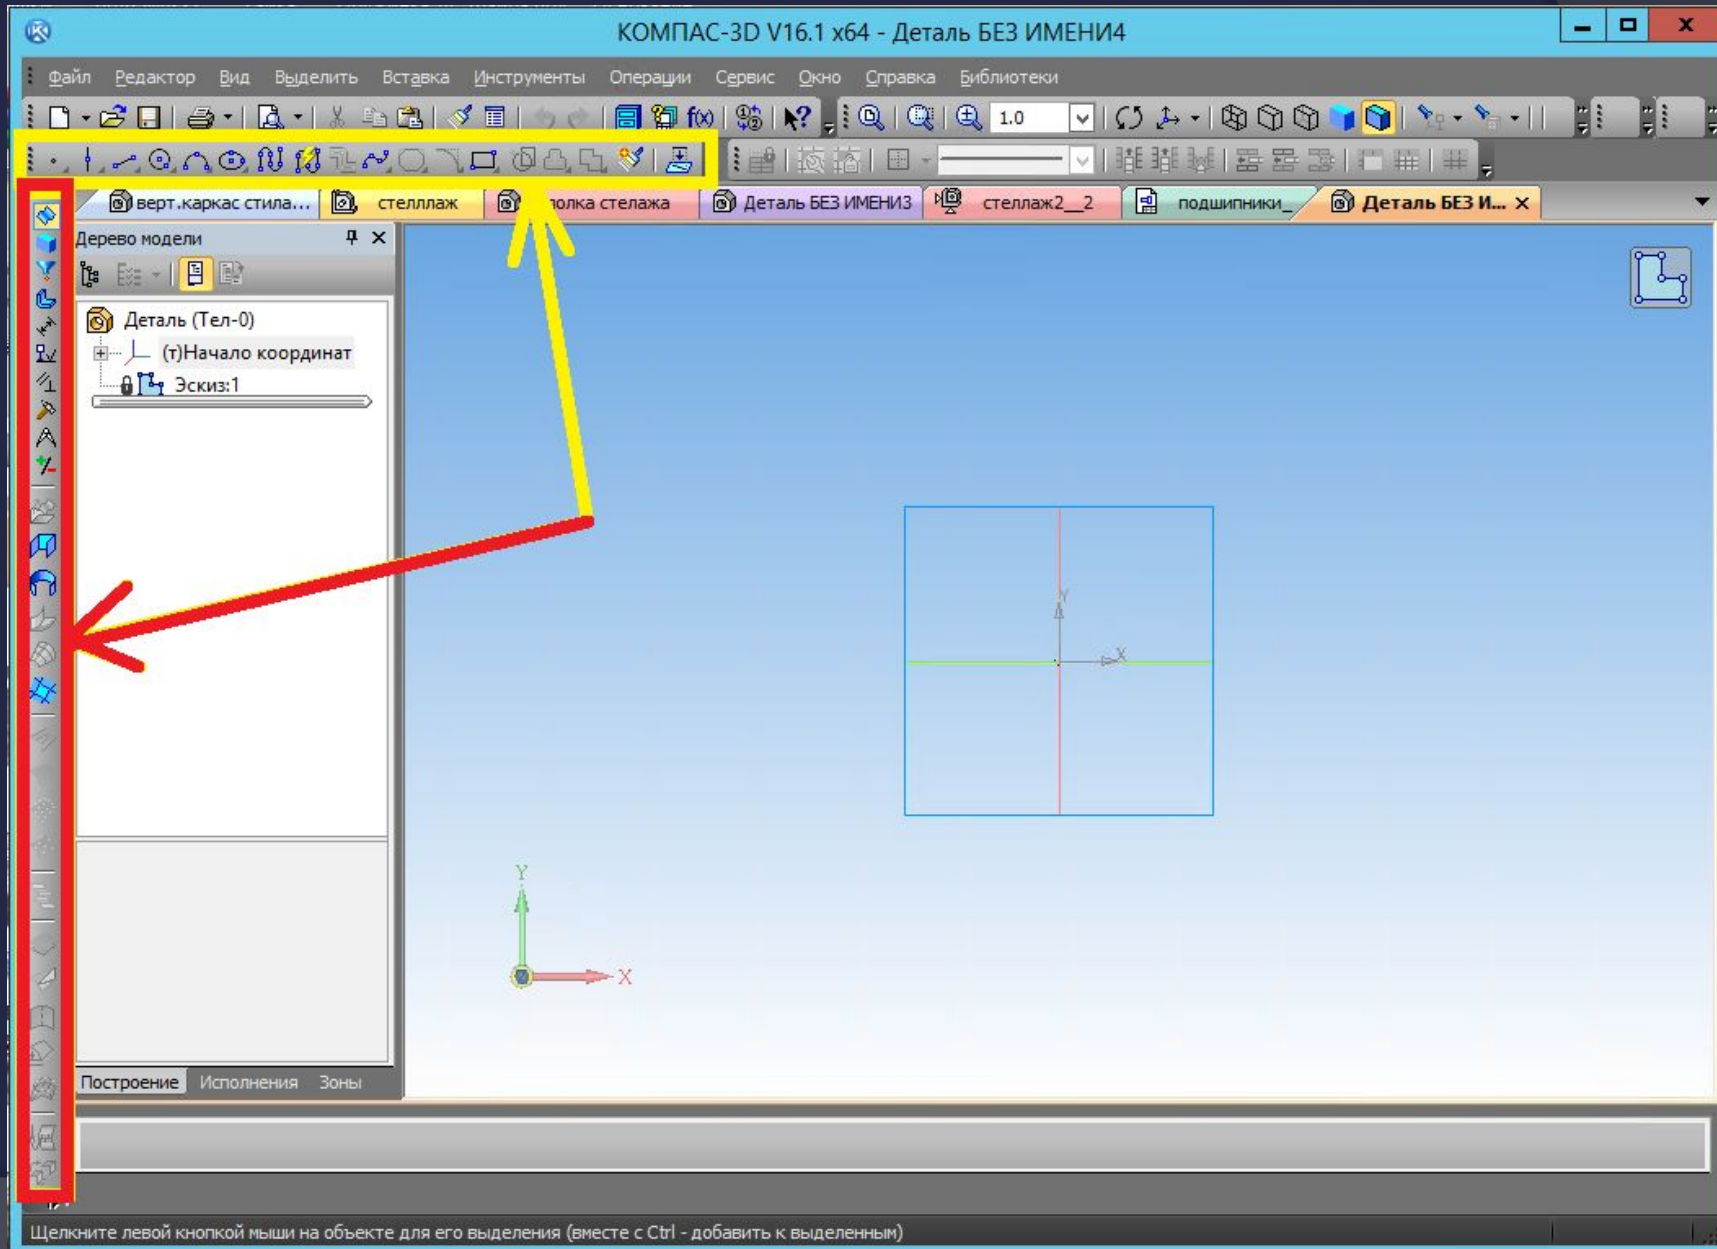 КОМПАС-3D V16.1 x64 - Деталь БЕЗ ИМЕНИ4
Файл Редактор Вид Выделить Вставка Инструменты Операции Сервис Окно Справка Библиотеки
f(x) 1.0
верт.каркас стила... стелллаж полка стелажа Деталь БЕЗ ИМЕНИ3 стеллаж2__2 подшипники_ Деталь БЕЗ И...
Дерево модели
Деталь (Тел-0)
(т)Начало координат
Эскиз:1
Y
X
Y
X
Построение Исполнения Зоны
Щелкните левой кнопкой мыши на объекте для его выделения (вместе с Ctrl - добавить к выделенным)